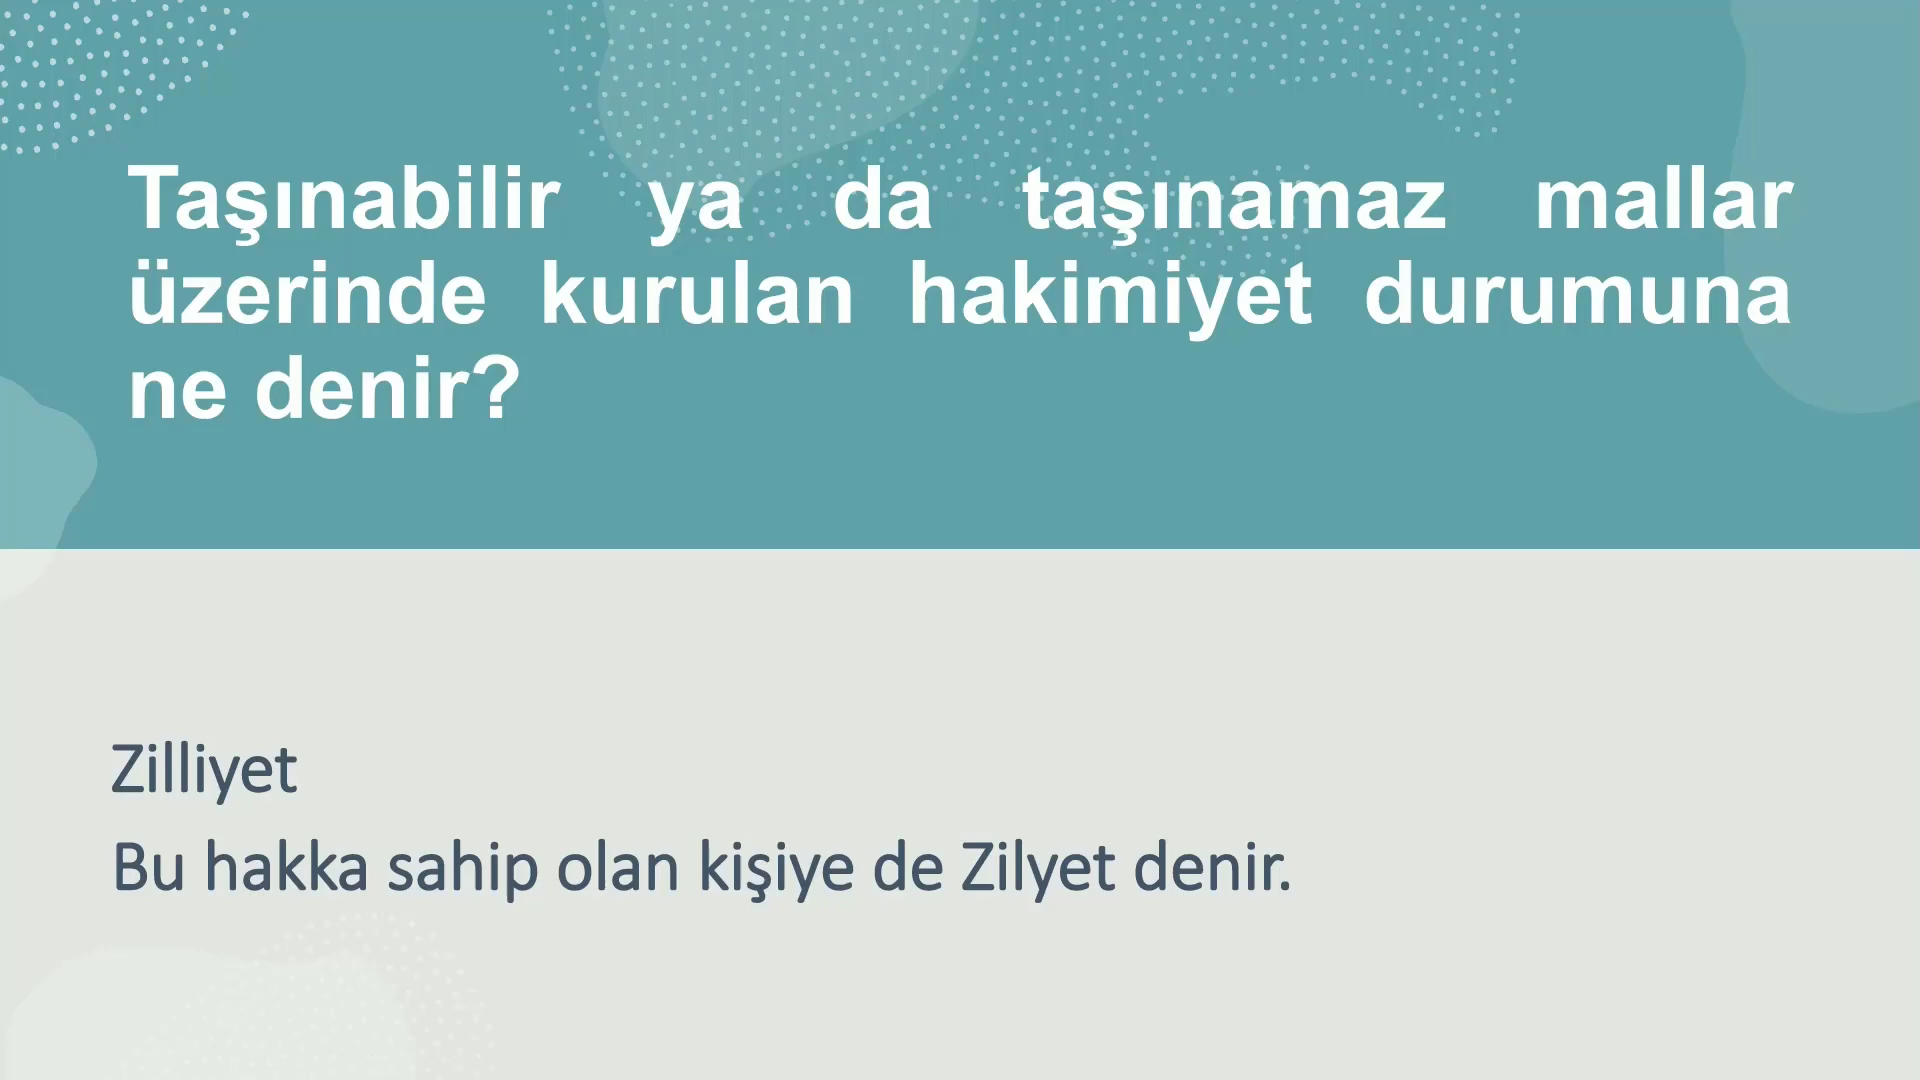 Taşınabilir ya da taşınamaz mallar
üzerinde kurulan hakimiyet durumuna
ne denir?
Zilliyet
Bu hakka sahip olan kişiye de Zilyet denir.